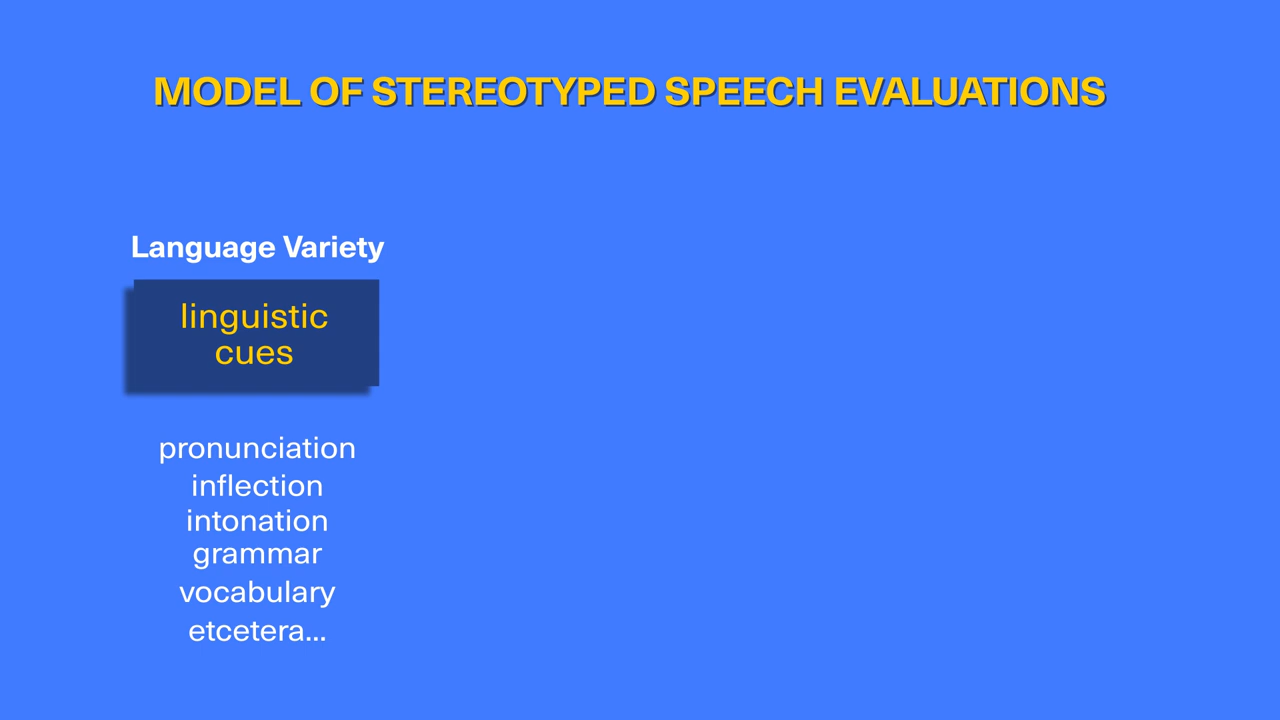 MODEL OF STEREOTYPED SPEECH EVALUATIONS
Language Variety
linguistic
cues
pronunciation
inflection
intonation
grammar
vocabulary
etcetera...